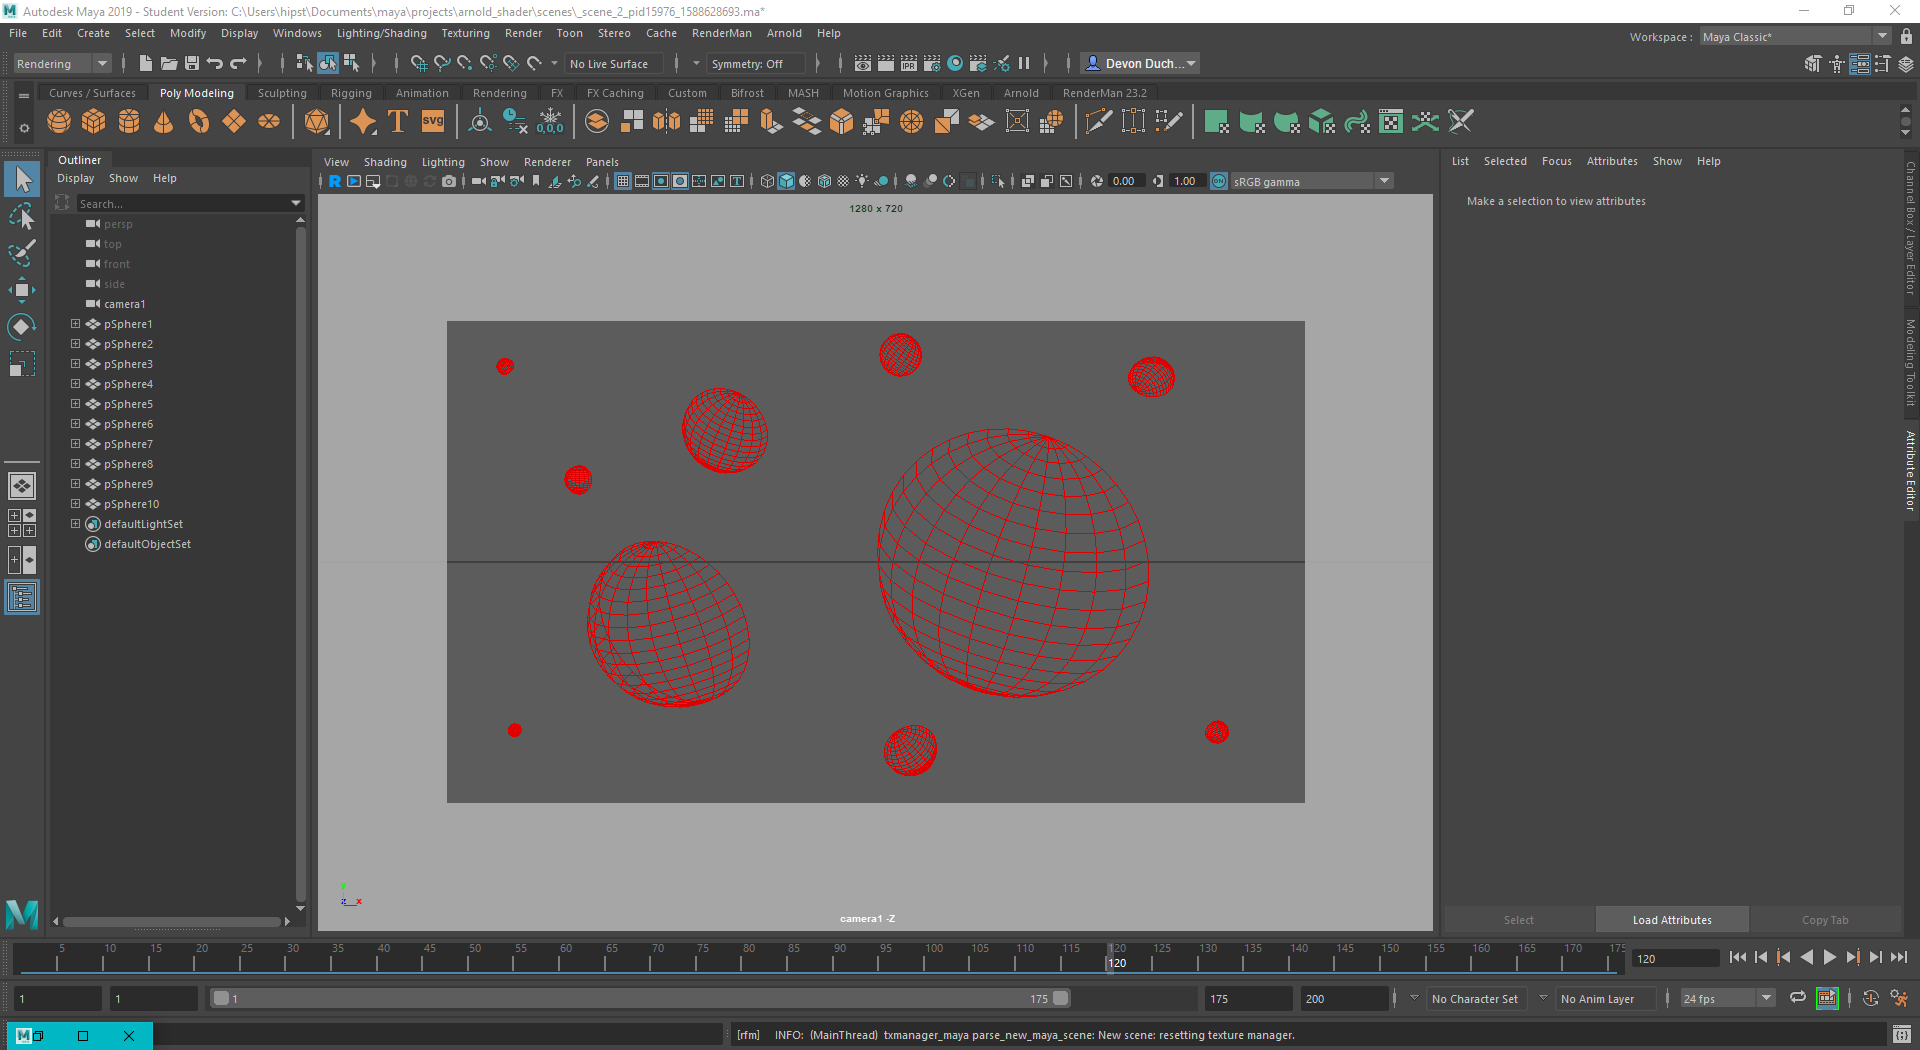 Autodesk Maya 2019 - Student Version: C:\Users\hipst\Documents\maya\projects\arnold_shader\scenes\_scene_2_pid15976_1588628693.ma*
File Edit Create Select Modify Display Windows Lighting/Shading Texturing Render Toon Stereo Cache RenderMan Arnold Help
Workspace : Maya Classic*
Rendering No Live Surface Symmetry: Off Devon Duch...
Curves / Surfaces Poly Modeling Sculpting Rigging Animation Rendering FX FX Caching Custom Bifrost MASH Motion Graphics XGen Arnold RenderMan 23.2
T svg 0,0,0
Outliner
Display Show Help
Search...
persp
top
front
side
camera1
pSphere1
pSphere2
pSphere3
pSphere4
pSphere5
pSphere6
pSphere7
pSphere8
pSphere9
pSphere10
defaultLightSet
defaultObjectSet
View Shading Lighting Show Renderer Panels
R 0.00 1.00 ON sRGB gamma
1280 x 720
y
z x
camera1 -Z
List Selected Focus Attributes Show Help
Make a selection to view attributes
Select Load Attributes Copy Tab
Channel Box / Layer Editor
Modeling Toolkit
Attribute Editor
5 10 15 20 25 30 35 40 45 50 55 60 65 70 75 80 85 90 95 100 105 110 115 120 125 130 135 140 145 150 155 160 165 170 175
120
120
1 1 1 175 175 200 No Character Set No Anim Layer 24 fps
[rfm] INFO: (MainThread) txmanager_maya parse_new_maya_scene: New scene: resetting texture manager.